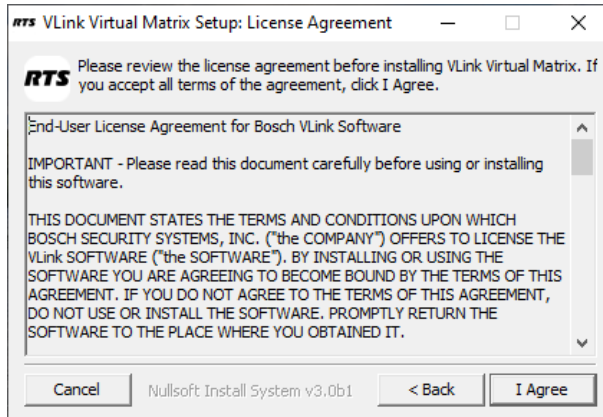 RTS VLink Virtual Matrix Setup: License Agreement
RTS
Please review the license agreement before installing VLink Virtual Matrix. If
you accept all terms of the agreement, click I Agree.
End-User License Agreement for Bosch VLink Software
IMPORTANT - Please read this document carefully before using or installing
this software.
THIS DOCUMENT STATES THE TERMS AND CONDITIONS UPON WHICH
BOSCH SECURITY SYSTEMS, INC. ("the COMPANY") OFFERS TO LICENSE THE
VLink SOFTWARE ("the SOFTWARE"). BY INSTALLING OR USING THE
SOFTWARE YOU ARE AGREEING TO BECOME BOUND BY THE TERMS OF THIS
AGREEMENT. IF YOU DO NOT AGREE TO THE TERMS OF THIS AGREEMENT,
DO NOT USE OR INSTALL THE SOFTWARE. PROMPTLY RETURN THE
SOFTWARE TO THE PLACE WHERE YOU OBTAINED IT.
Cancel Nullsoft Install System v3.0b1 < Back I Agree